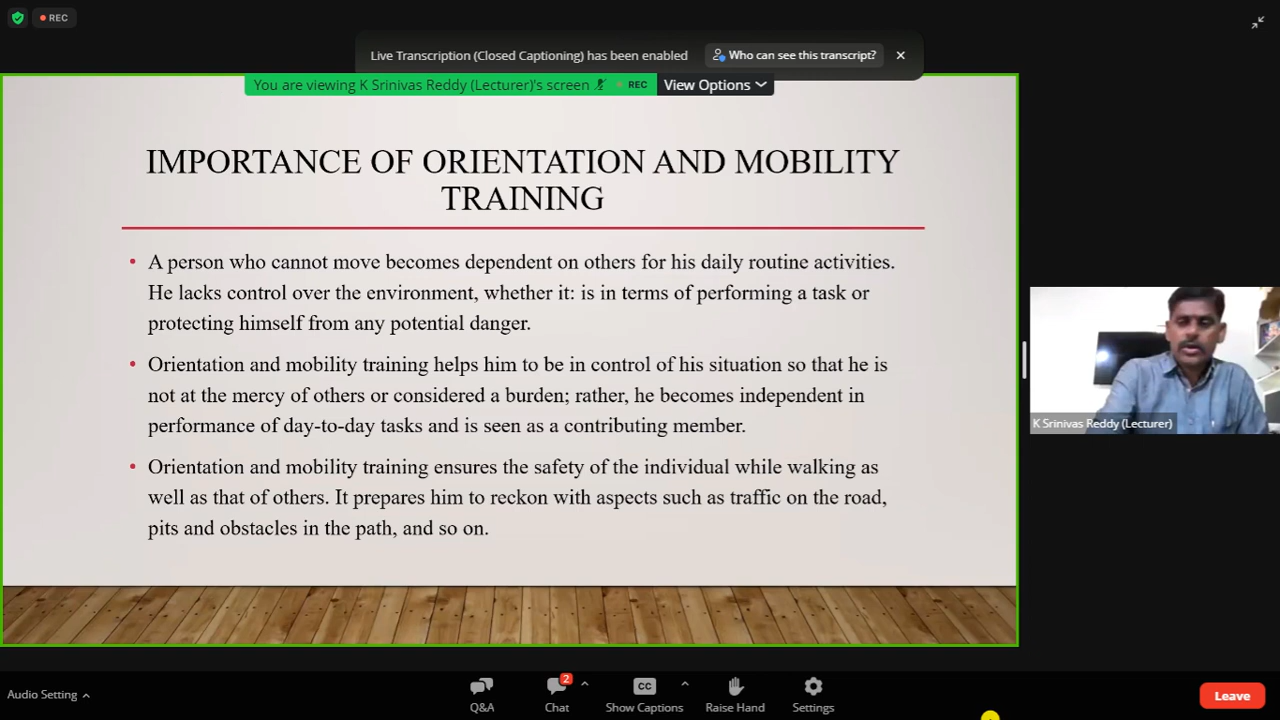 REC
Live Transcription (Closed Captioning) has been enabled
Who can see this transcript?
You are viewing K Srinivas Reddy (Lecturer)'s screen
REC
View Options
IMPORTANCE OF ORIENTATION AND MOBILITY
TRAINING
• A person who cannot move becomes dependent on others for his daily routine activities.
He lacks control over the environment, whether it: is in terms of performing a task or
protecting himself from any potential danger.
• Orientation and mobility training helps him to be in control of his situation so that he is
not at the mercy of others or considered a burden; rather, he becomes independent in
performance of day-to-day tasks and is seen as a contributing member.
• Orientation and mobility training ensures the safety of the individual while walking as
well as that of others. It prepares him to reckon with aspects such as traffic on the road,
pits and obstacles in the path, and so on.
K Srinivas Reddy (Lecturer)
Audio Setting
Q&A
2
Chat
CC
Show Captions
Raise Hand
Settings
Leave